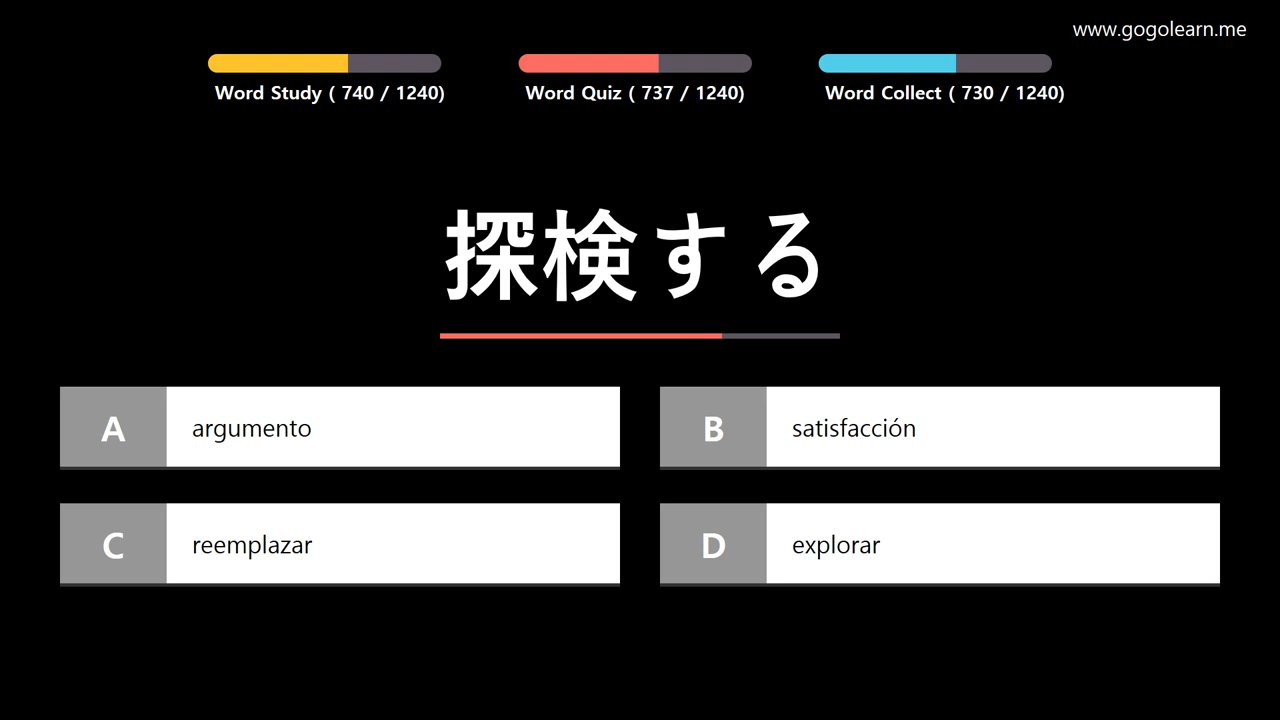 www.gogolearn.me
Word Study ( 740 / 1240)
Word Quiz ( 737 / 1240)
Word Collect ( 730 / 1240)
探検する
A argumento
B satisfacción
C reemplazar
D explorar